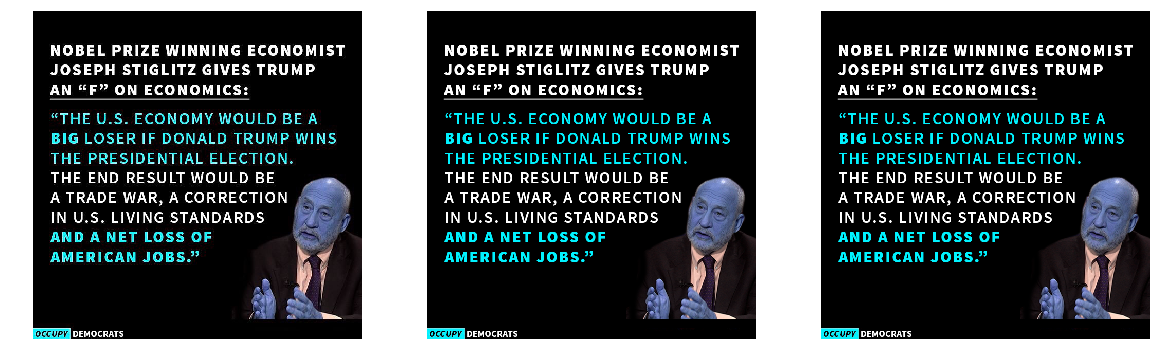 NOBEL PRIZE WINNING ECONOMIST
JOSEPH STIGLITZ GIVES TRUMP
AN “F” ON ECONOMICS:
“THE U.S. ECONOMY WOULD BE A
BIG LOSER IF DONALD TRUMP WINS
THE PRESIDENTIAL ELECTION.
THE END RESULT WOULD BE
A TRADE WAR, A CORRECTION
IN U.S. LIVING STANDARDS
AND A NET LOSS OF
AMERICAN JOBS.”
OCCUPY DEMOCRATS
NOBEL PRIZE WINNING ECONOMIST
JOSEPH STIGLITZ GIVES TRUMP
AN “F” ON ECONOMICS:
“THE U.S. ECONOMY WOULD BE A
BIG LOSER IF DONALD TRUMP WINS
THE PRESIDENTIAL ELECTION.
THE END RESULT WOULD BE
A TRADE WAR, A CORRECTION
IN U.S. LIVING STANDARDS
AND A NET LOSS OF
AMERICAN JOBS.”
OCCUPY DEMOCRATS
NOBEL PRIZE WINNING ECONOMIST
JOSEPH STIGLITZ GIVES TRUMP
AN “F” ON ECONOMICS:
“THE U.S. ECONOMY WOULD BE A
BIG LOSER IF DONALD TRUMP WINS
THE PRESIDENTIAL ELECTION.
THE END RESULT WOULD BE
A TRADE WAR, A CORRECTION
IN U.S. LIVING STANDARDS
AND A NET LOSS OF
AMERICAN JOBS.”
OCCUPY DEMOCRATS